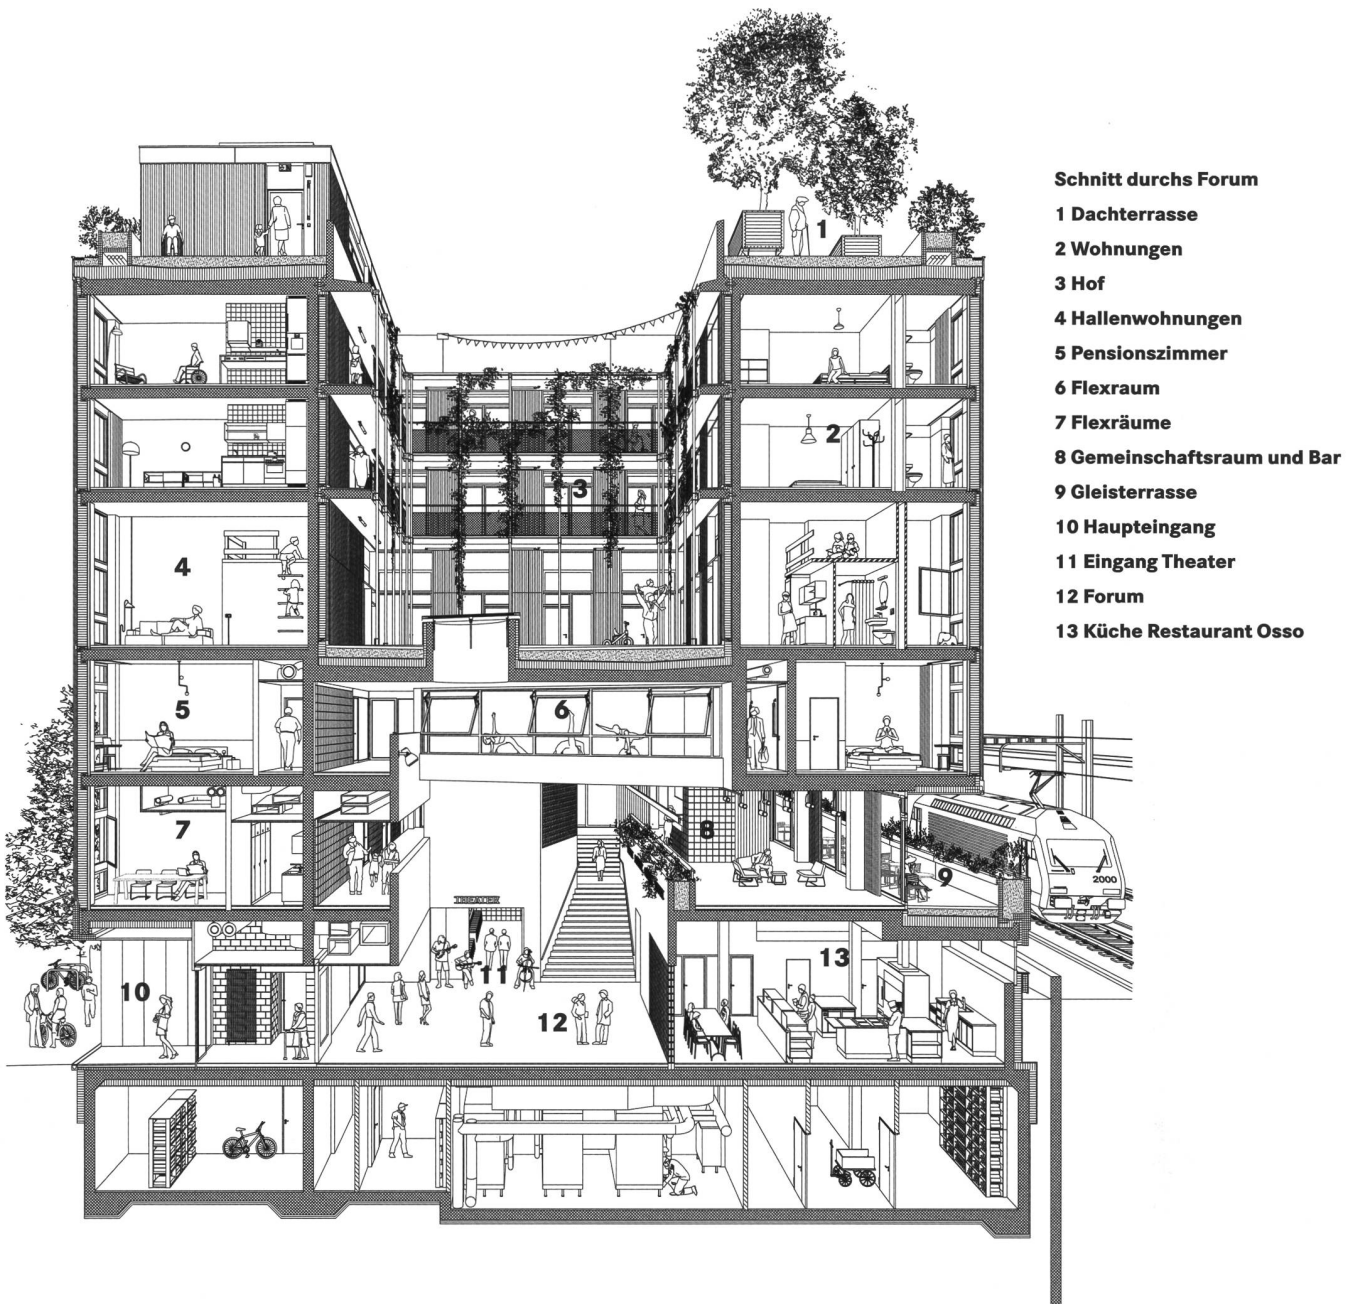 Schnitt durchs Forum
1 Dachterrasse
2 Wohnungen
3 Hof
4 Hallenwohnungen
5 Pensionszimmer
6 Flexraum
7 Flexräume
8 Gemeinschaftsraum und Bar
9 Gleisterrasse
10 Haupteingang
11 Eingang Theater
12 Forum
13 Küche Restaurant Osso
1
2
3
4
5
6
7
8
9
2000
THEATER
10
11
12
13